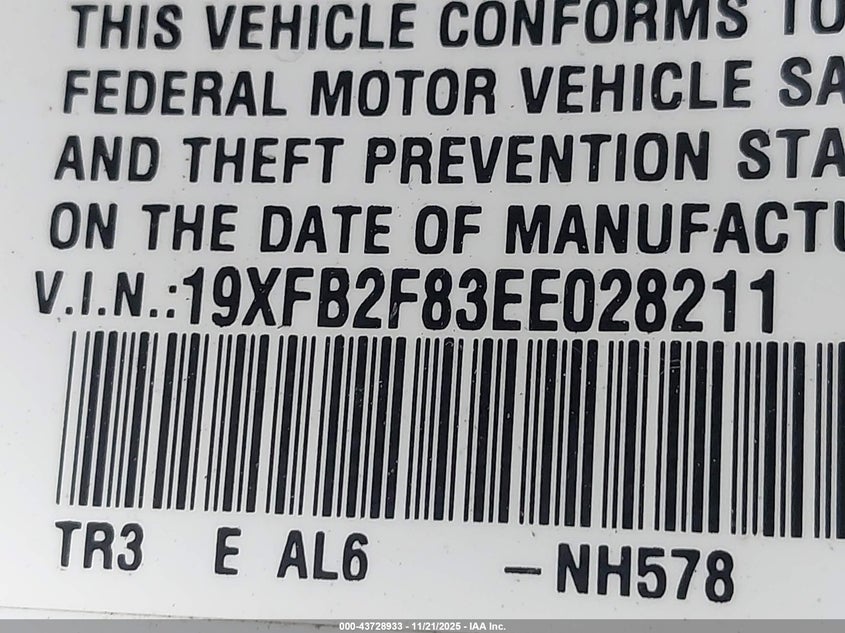 THIS VEHICLE CONFORMS TO
FEDERAL MOTOR VEHICLE SA
AND THEFT PREVENTION STA
ON THE DATE OF MANUFACTU
V.I.N.:19XFB2F83EE028211
TR3 E AL6 -NH578
000-43728933 - 11/21/2025 - IAA Inc.